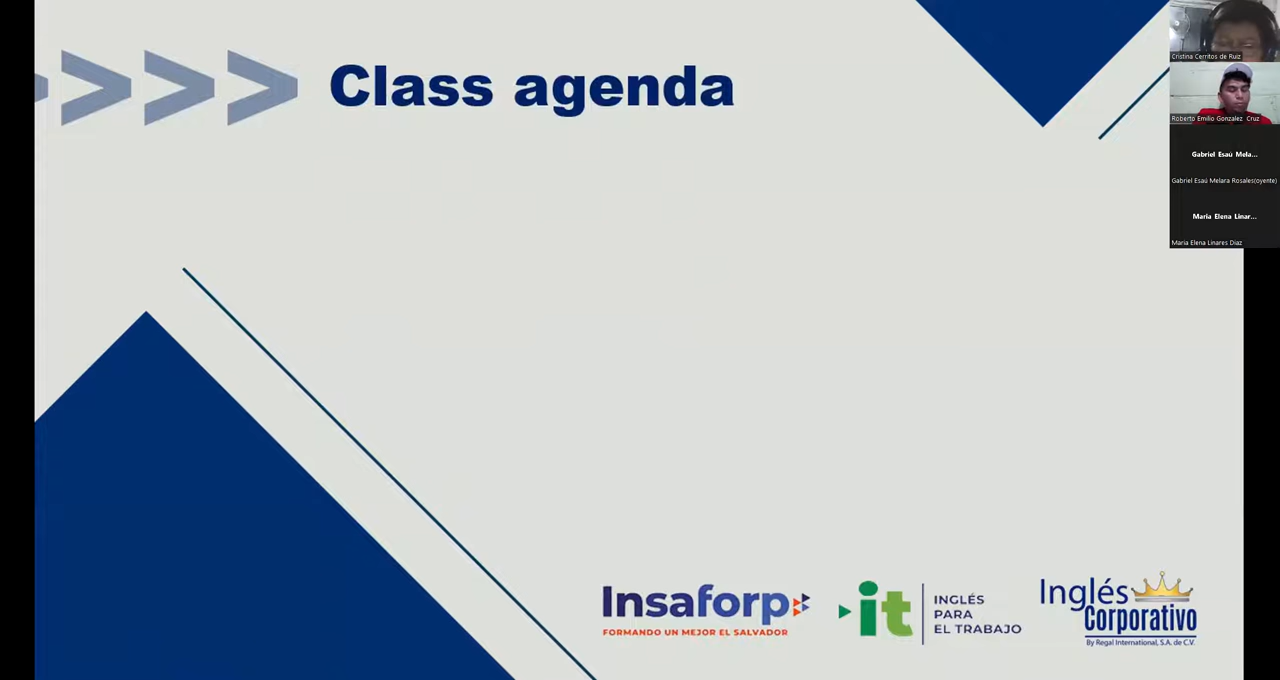 Class agenda
Cristina Cerritos de Ruiz
Roberto Emilio Gonzalez Cruz
Gabriel Esaú Mela...
Gabriel Esaú Melara Rosales(oyente)
Maria Elena Linar...
Maria Elena Linares Diaz
Insaforp
FORMANDO UN MEJOR EL SALVADOR
it
INGLÉS
PARA
EL TRABAJO
Inglés
Corporativo
By Regal International, S.A. de C.V.